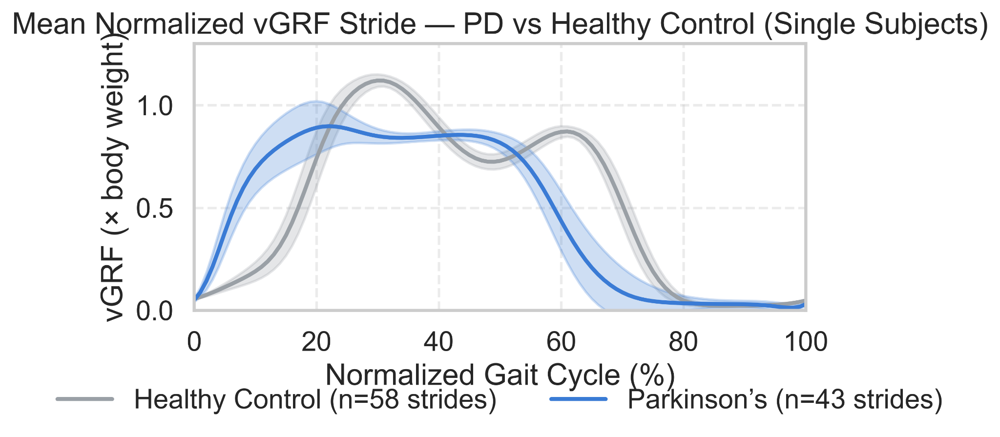 Mean Normalized vGRF Stride — PD vs Healthy Control (Single Subjects)
vGRF (× body weight)
1.0
0.5
0.0
0 20 40 60 80 100
Normalized Gait Cycle (%)
Healthy Control (n=58 strides) Parkinson’s (n=43 strides)